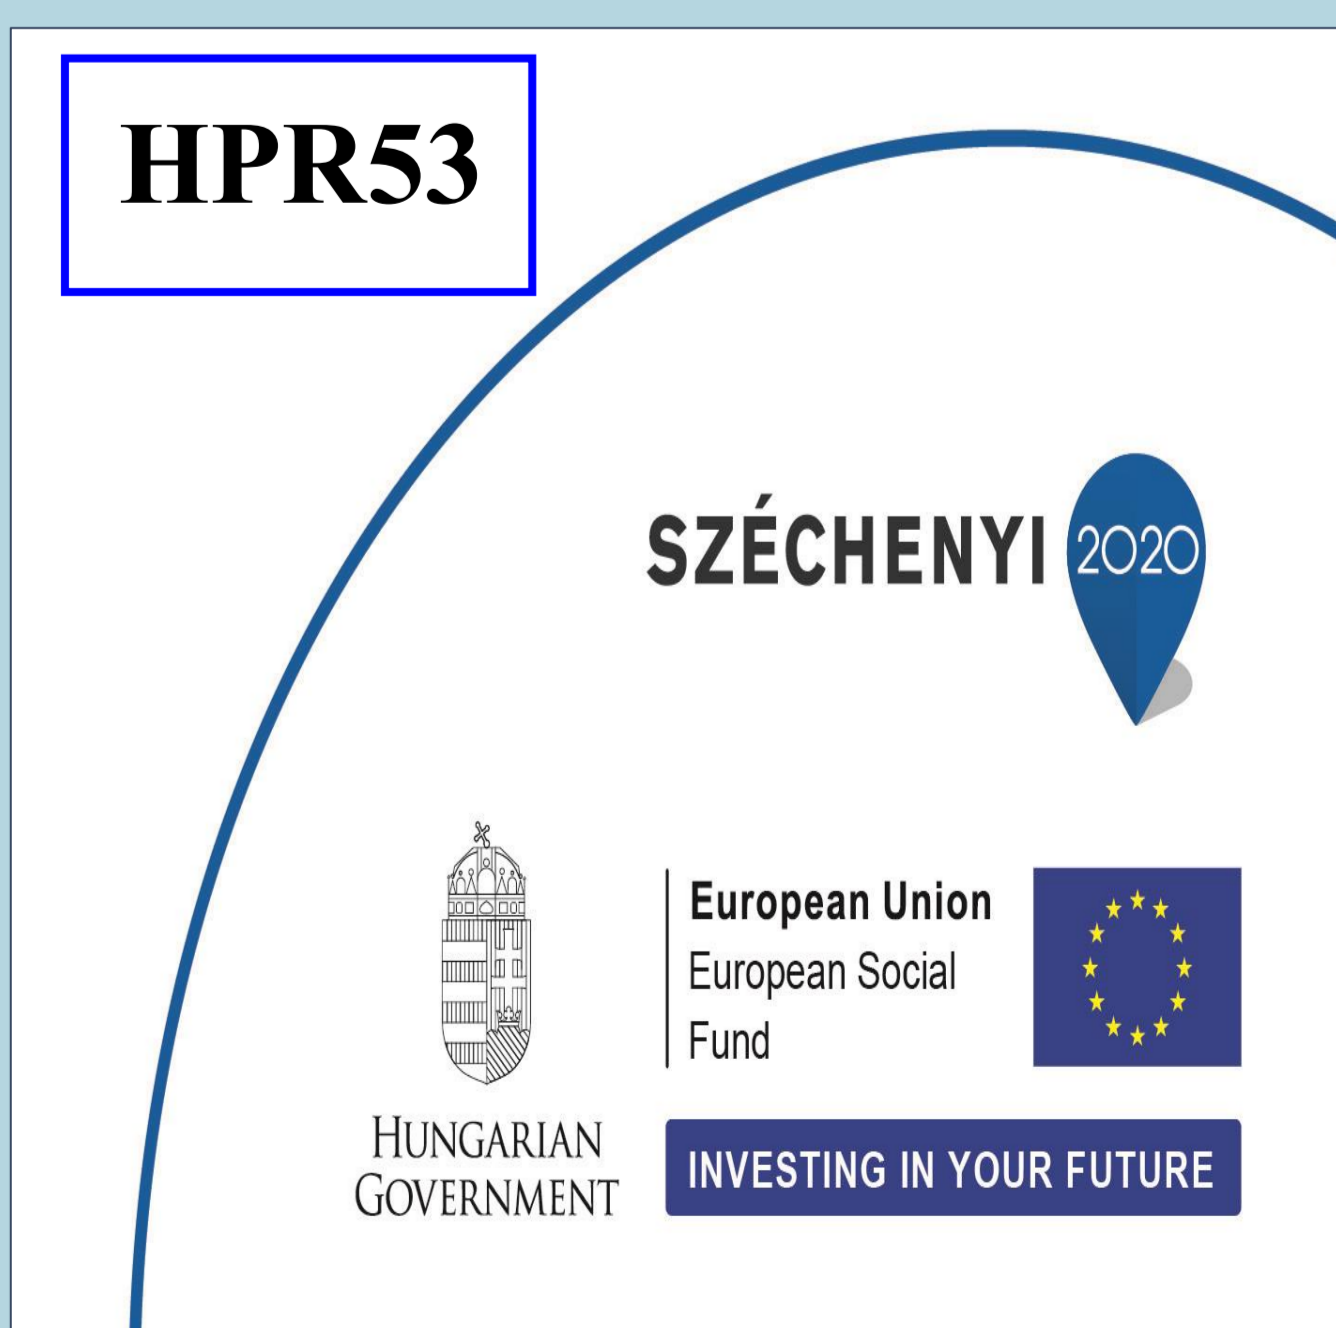 HPR53
SZÉCHENYI 2020
European Union
European Social
Fund
HUNGARIAN
GOVERNMENT
INVESTING IN YOUR FUTURE